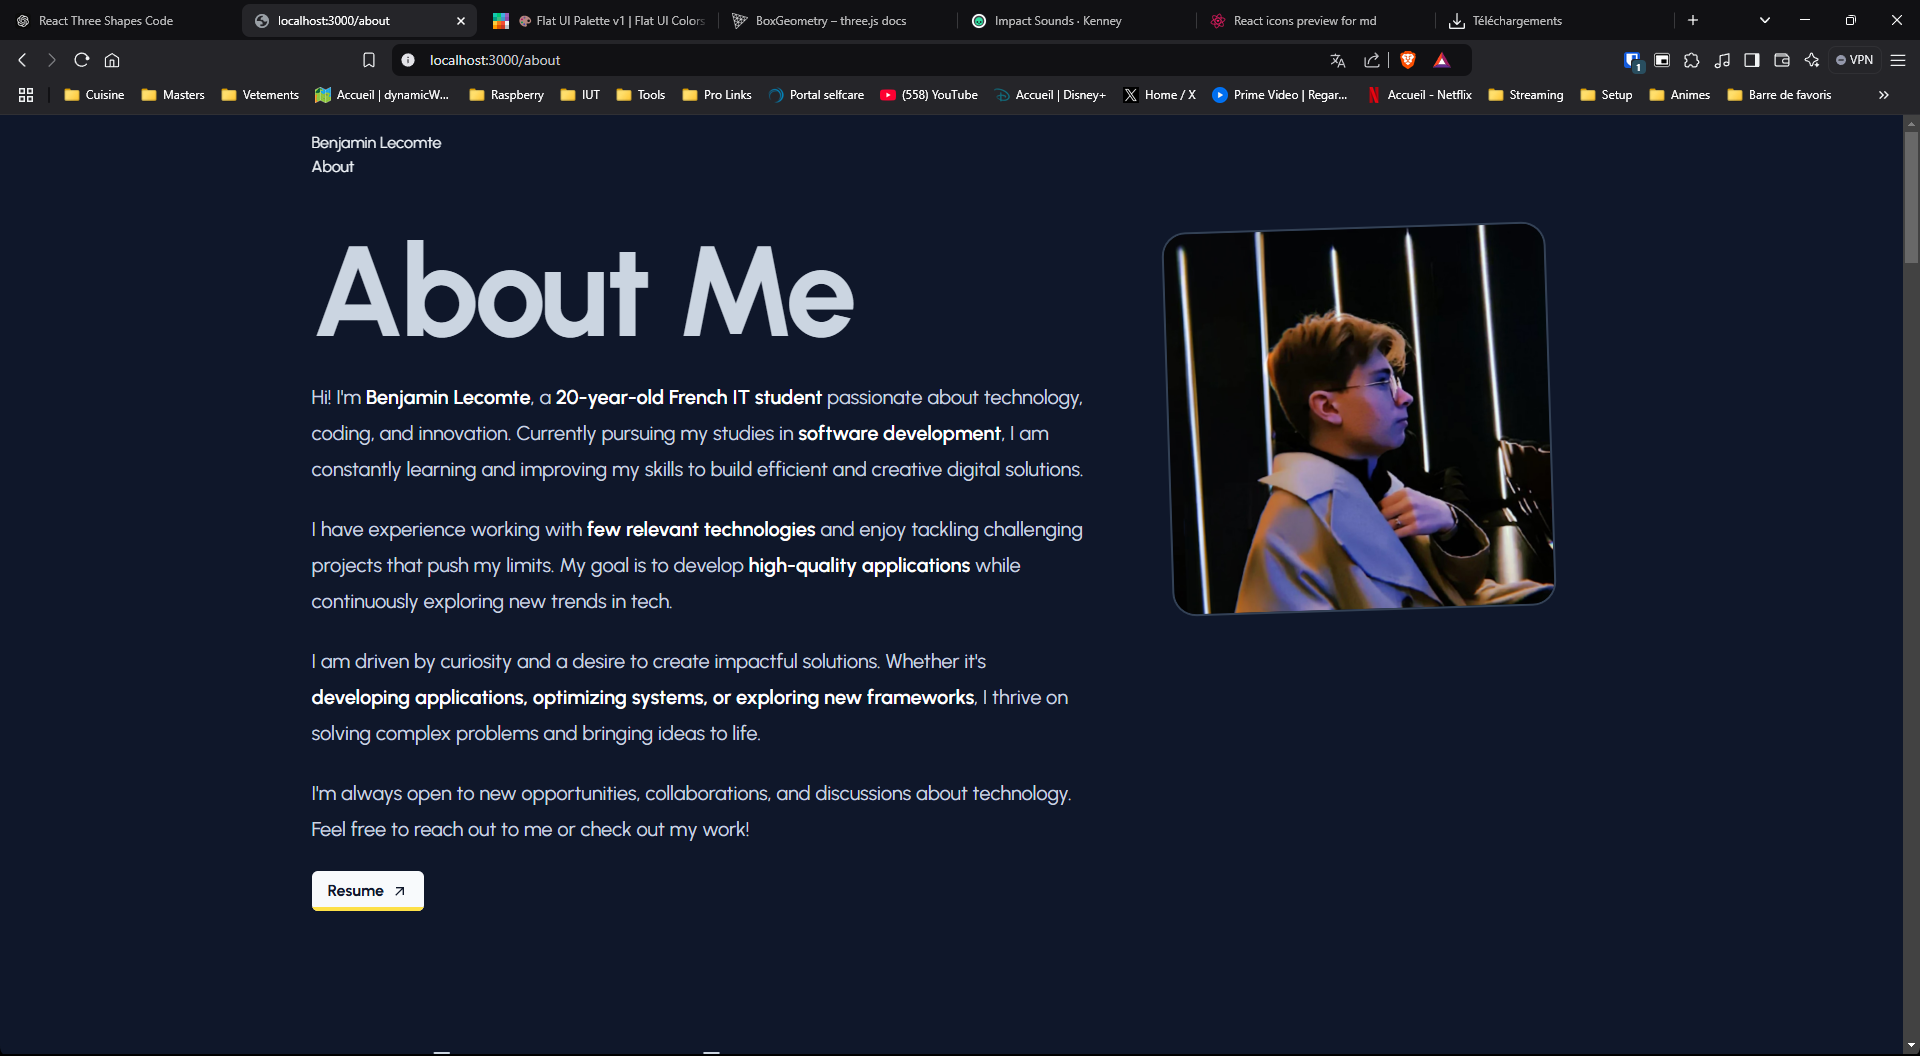 React Three Shapes Code
localhost:3000/about
Flat UI Palette v1 | Flat UI Colors
BoxGeometry – three.js docs
Impact Sounds · Kenney
React icons preview for md
Téléchargements
localhost:3000/about
1
VPN
Cuisine
Masters
Vetements
Accueil | dynamicW...
Raspberry
IUT
Tools
Pro Links
Portal selfcare
(558) YouTube
Accueil | Disney+
Home / X
Prime Video | Regar...
Accueil - Netflix
Streaming
Setup
Animes
Barre de favoris
Benjamin Lecomte
About
About Me
Hi! I'm Benjamin Lecomte, a 20-year-old French IT student passionate about technology,
coding, and innovation. Currently pursuing my studies in software development, I am
constantly learning and improving my skills to build efficient and creative digital solutions.
I have experience working with few relevant technologies and enjoy tackling challenging
projects that push my limits. My goal is to develop high-quality applications while
continuously exploring new trends in tech.
I am driven by curiosity and a desire to create impactful solutions. Whether it's
developing applications, optimizing systems, or exploring new frameworks, I thrive on
solving complex problems and bringing ideas to life.
I'm always open to new opportunities, collaborations, and discussions about technology.
Feel free to reach out to me or check out my work!
Resume